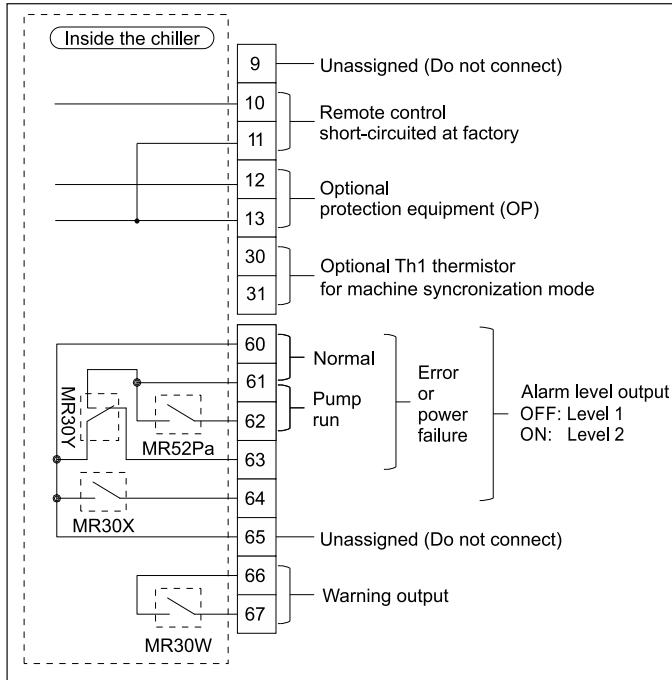 Inside the chiller
9 Unassigned (Do not connect)
10
Remote control
short-circuited at factory
11
12
Optional
protection equipment (OP)
13
30
Optional Th1 thermistor
for machine syncronization mode
31
60
Normal
61
Pump
run
62
63
64
Error
or
power
failure
Alarm level output
OFF: Level 1
ON: Level 2
MR30Y
MR52Pa
MR30X
65 Unassigned (Do not connect)
66
Warning output
67
MR30W